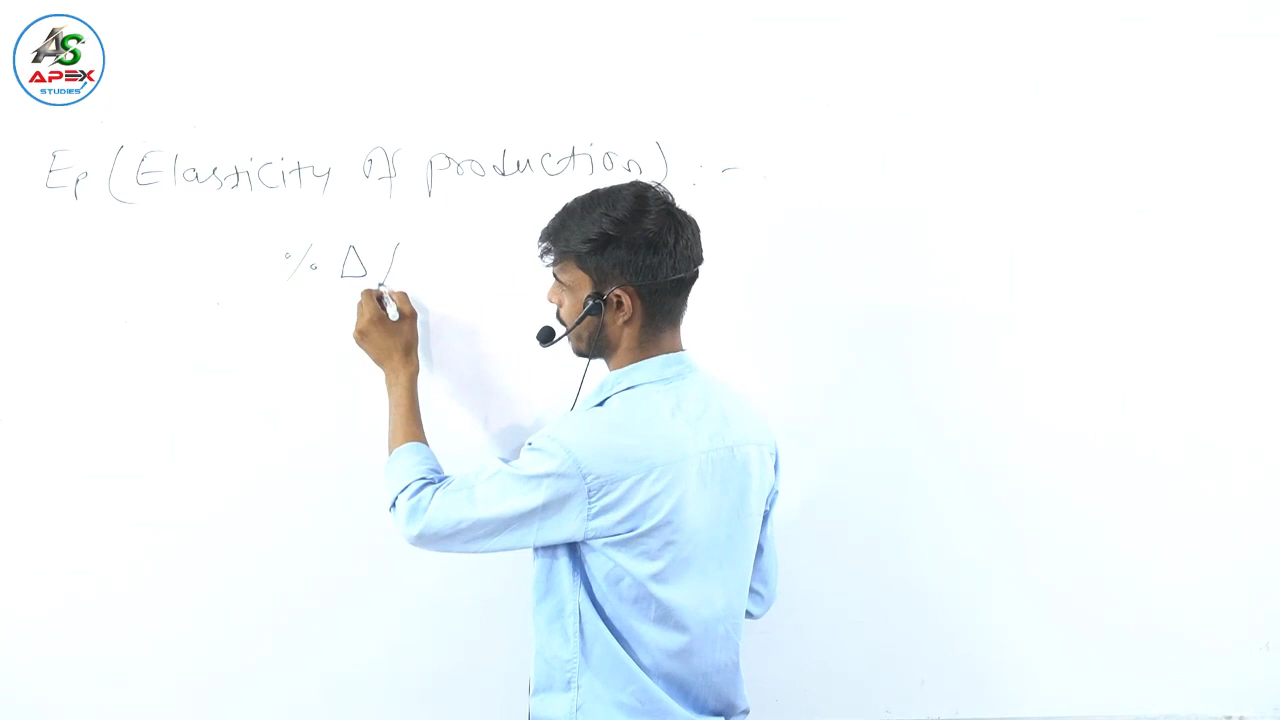 AS
APEX
STUDIES
Ep (Elasticity Of production) : -
% Δ